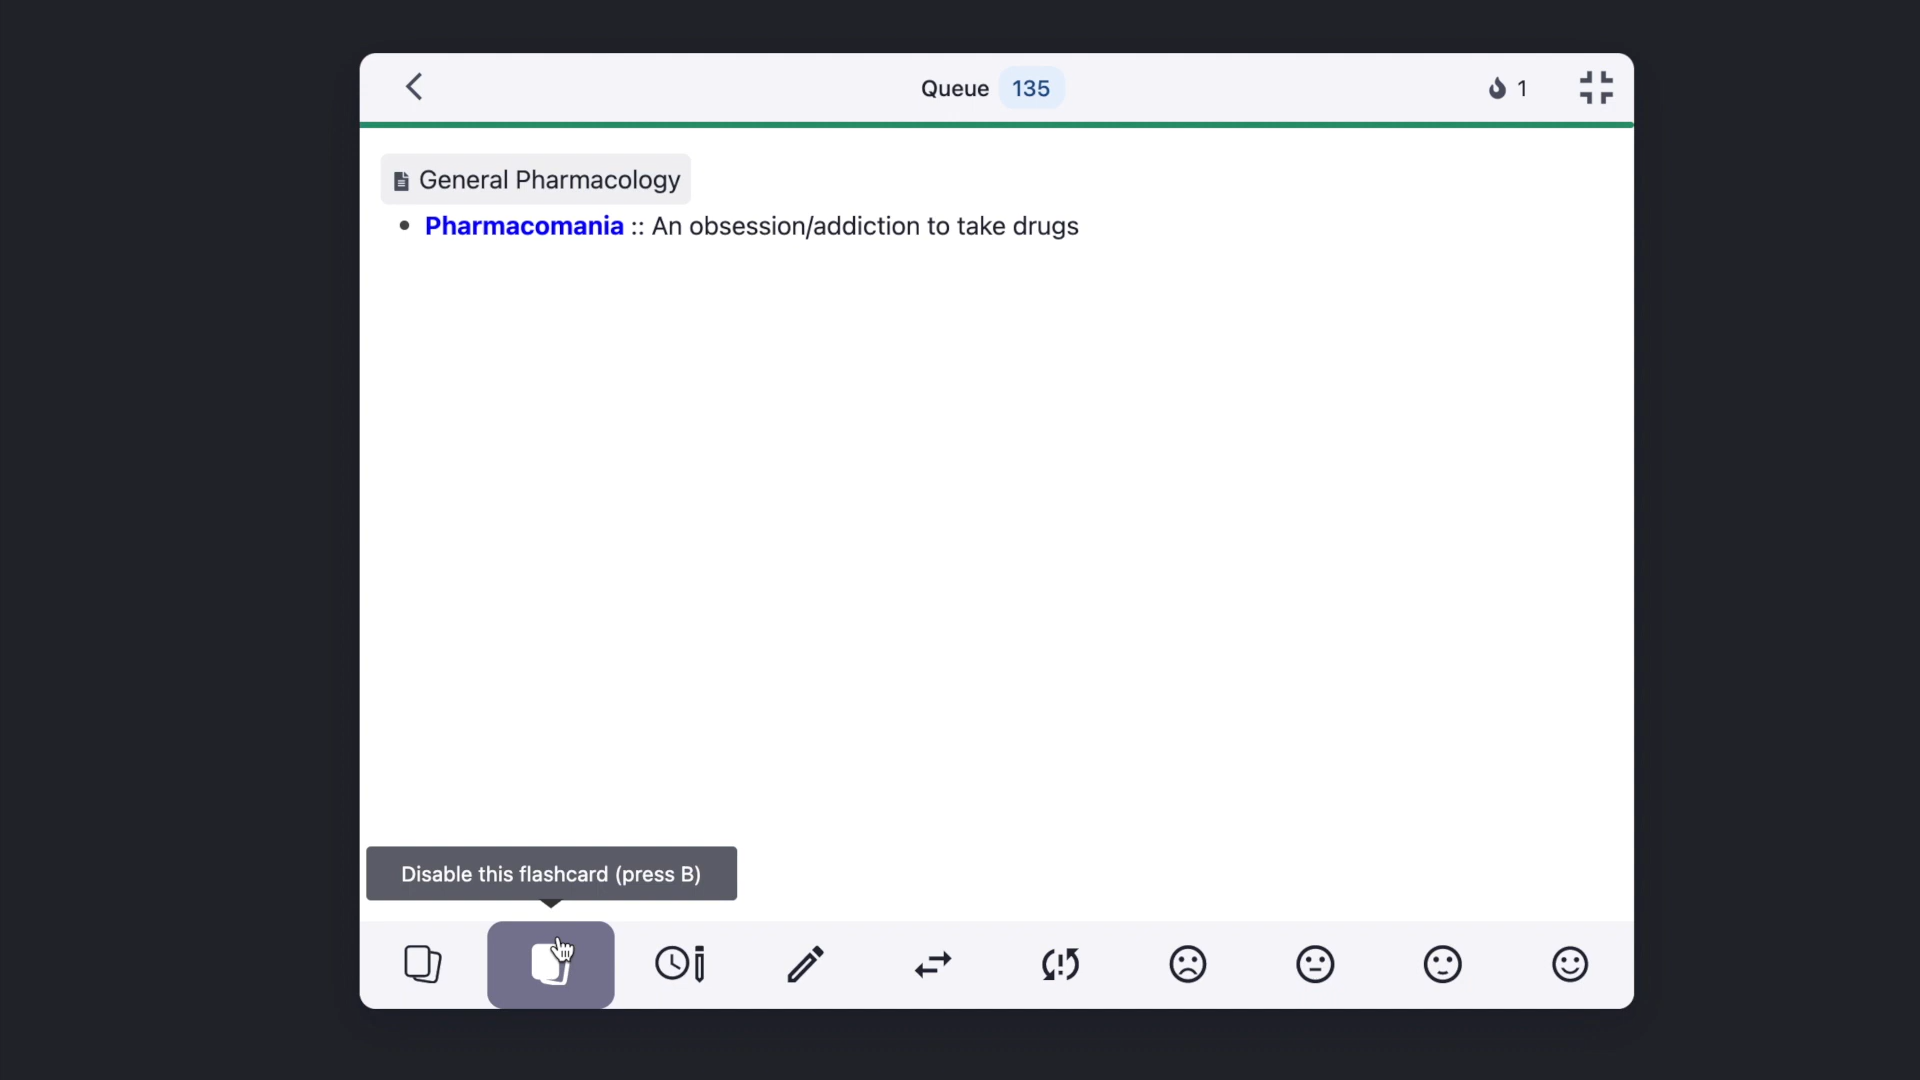 Queue 135
1
General Pharmacology
• Pharmacomania :: An obsession/addiction to take drugs
Disable this flashcard (press B)